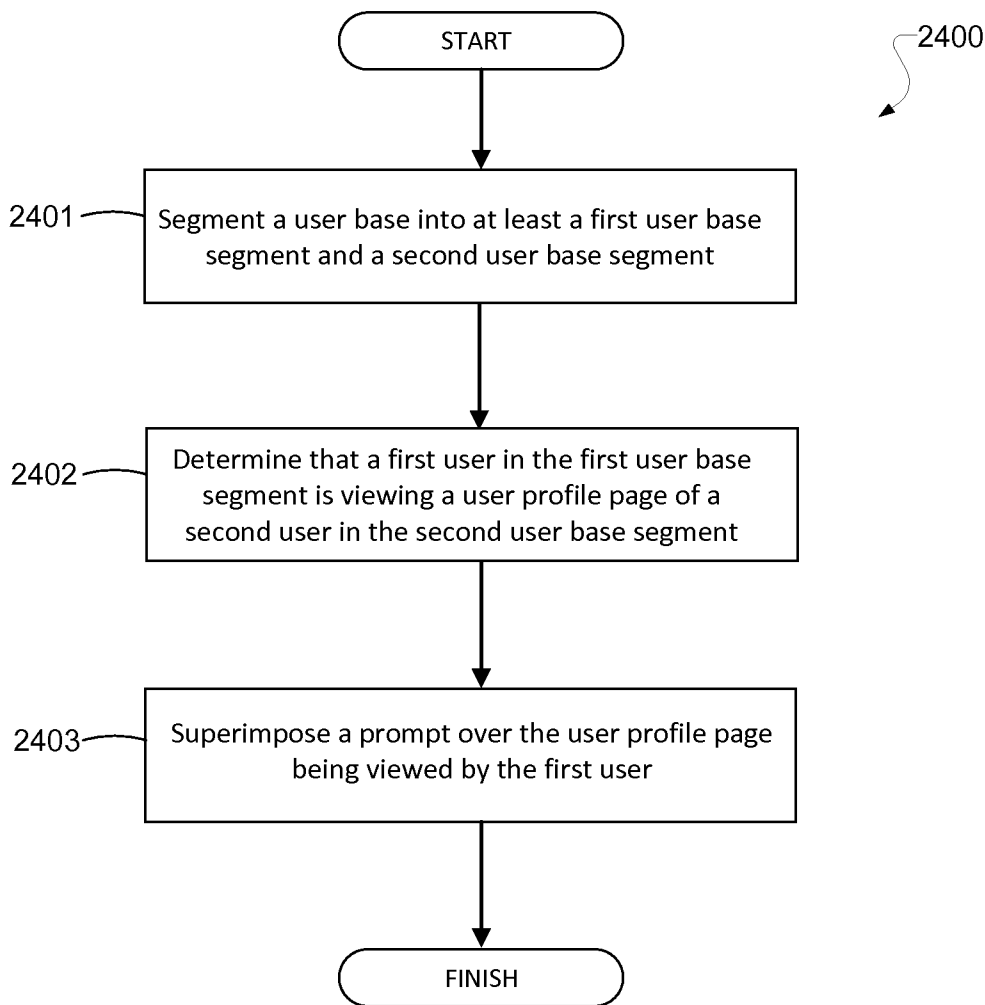 START
2400
2401
Segment a user base into at least a first user base
segment and a second user base segment
2402
Determine that a first user in the first user base
segment is viewing a user profile page of a
second user in the second user base segment
2403
Superimpose a prompt over the user profile page
being viewed by the first user
FINISH